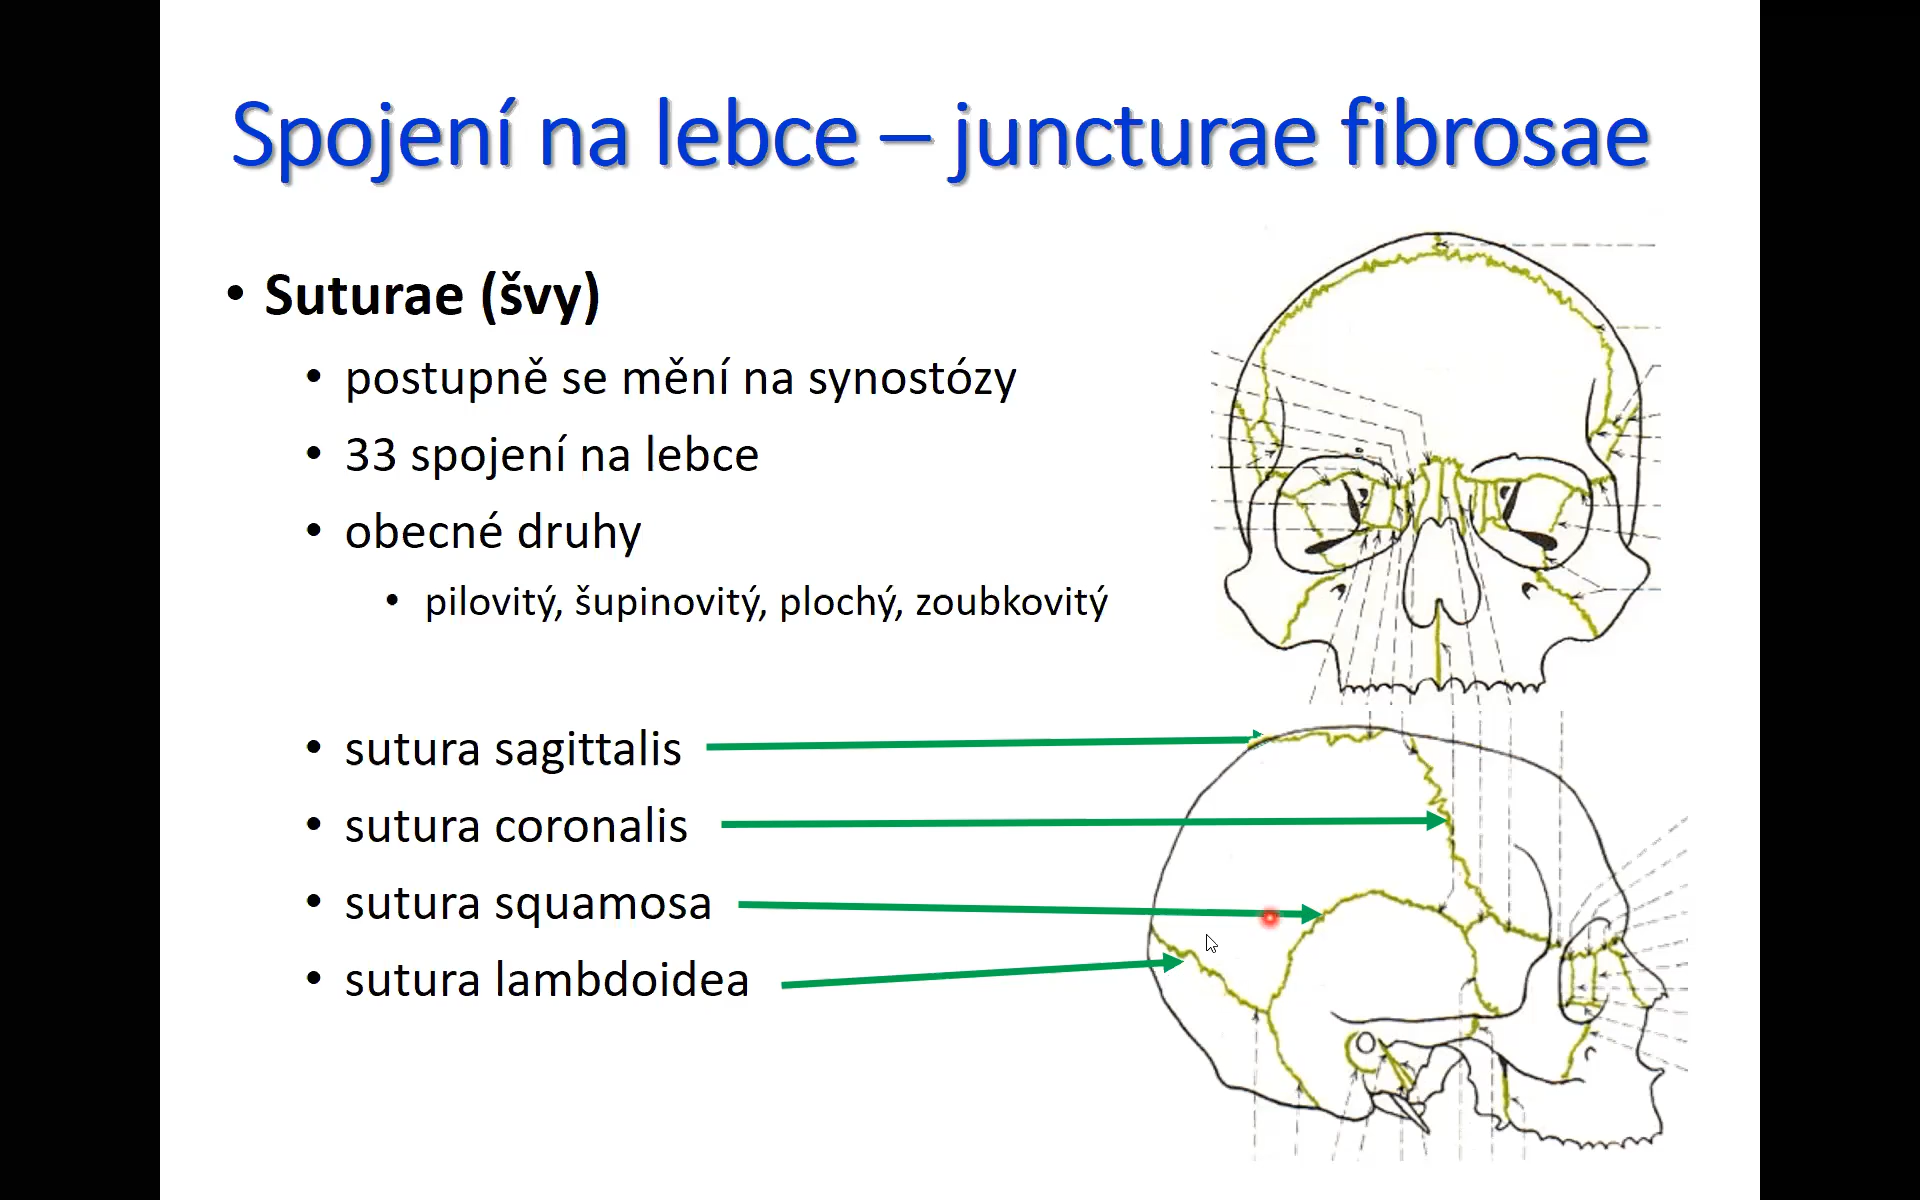 Spojení na lebce – juncturae fibrosae
• Suturae (švy)
• postupně se mění na synostózy
• 33 spojení na lebce
• obecné druhy
• pilovitý, šupinovitý, plochý, zoubkovitý
• sutura sagittalis
• sutura coronalis
• sutura squamosa
• sutura lambdoidea